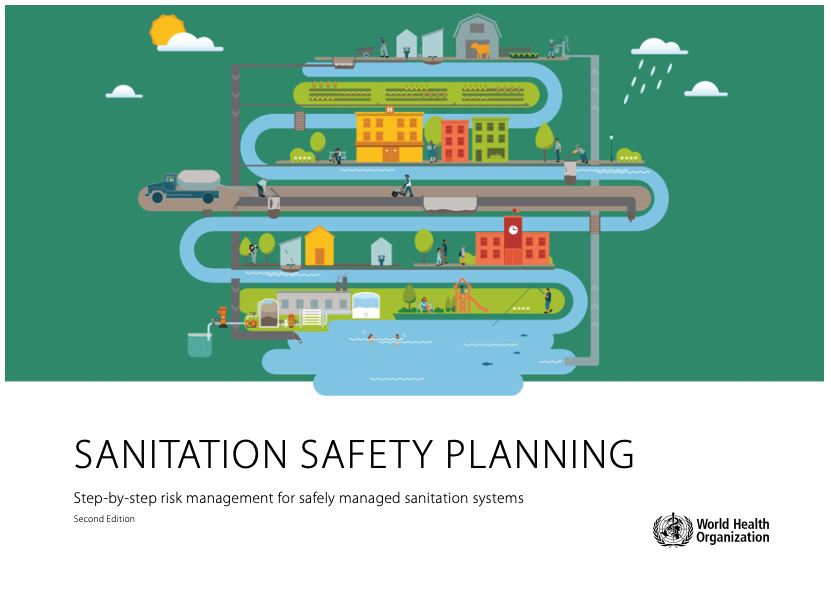 H
SANITATION SAFETY PLANNING
Step-by-step risk management for safely managed sanitation systems
Second Edition
World Health
Organization